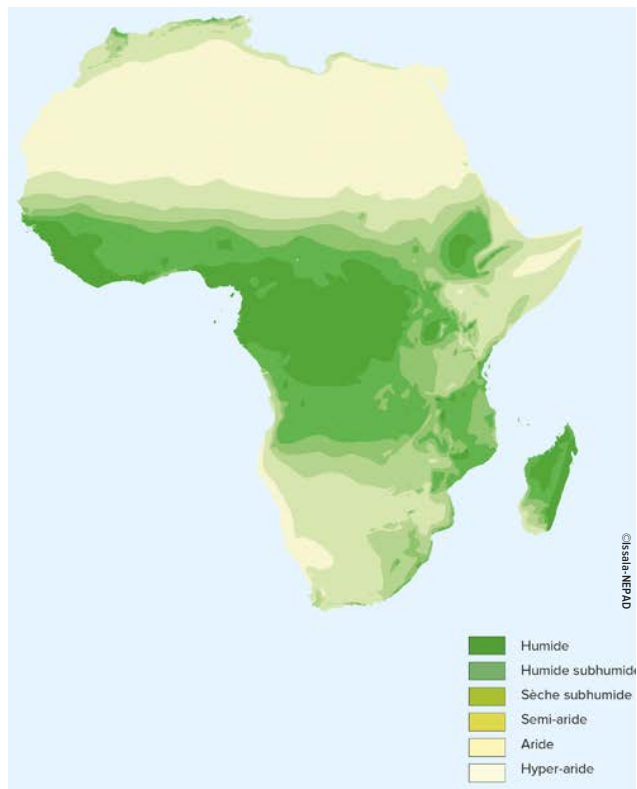 ©Issala-NEPAD
Humide
Humide subhumide
Sèche subhumide
Semi-aride
Aride
Hyper-aride